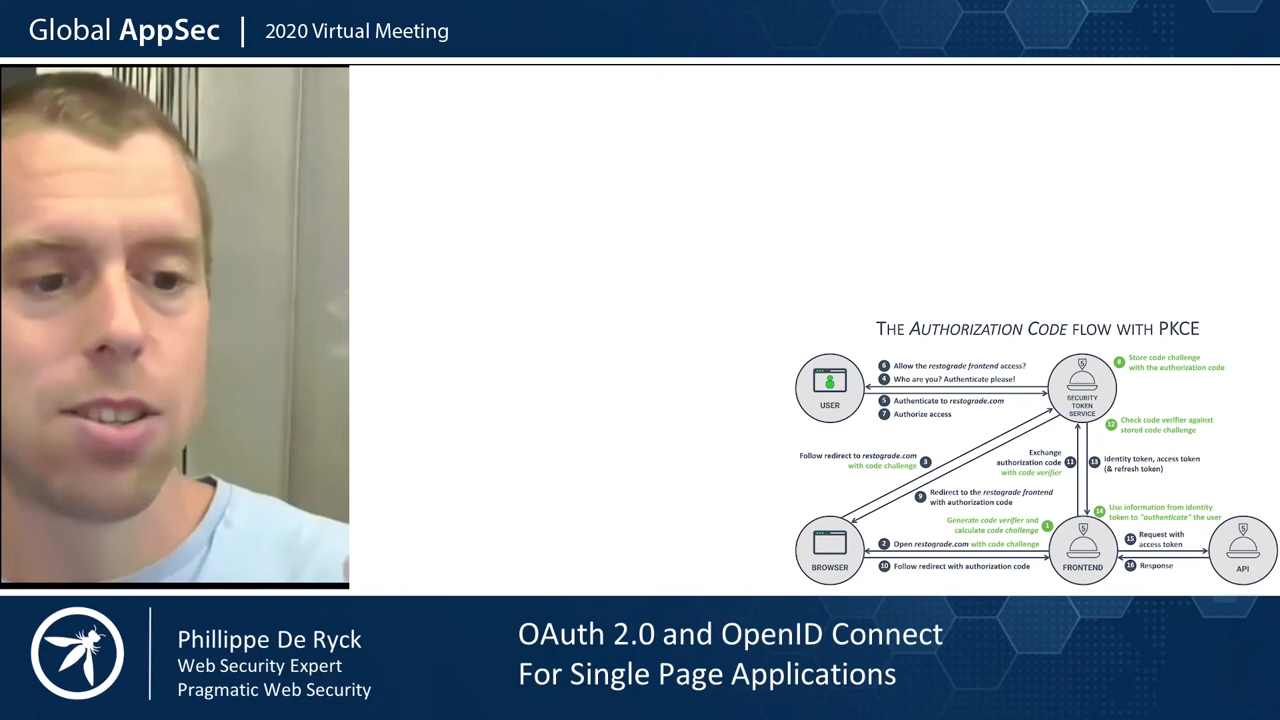 Global AppSec | 2020 Virtual Meeting
THE AUTHORIZATION CODE FLOW WITH PKCE
6 Allow the restograde frontend access?
4 Who are you? Authenticate please!
5 Authenticate to restograde.com
7 Authorize access
USER
SECURITY
TOKEN
SERVICE
8 Store code challenge
with the authorization code
12 Check code verifier against
stored code challenge
Follow redirect to restograde.com 3
with code challenge
Exchange
authorization code 11
with code verifier
13 Identity token, access token
(& refresh token)
9 Redirect to the restograde frontend
with authorization code
Generate code verifier and 1
calculate code challenge
14 Use information from identity
token to "authenticate" the user
2 Open restograde.com with code challenge
10 Follow redirect with authorization code
15 Request with
access token
16 Response
BROWSER
FRONTEND
API
Phillippe De Ryck
Web Security Expert
Pragmatic Web Security
OAuth 2.0 and OpenID Connect
For Single Page Applications